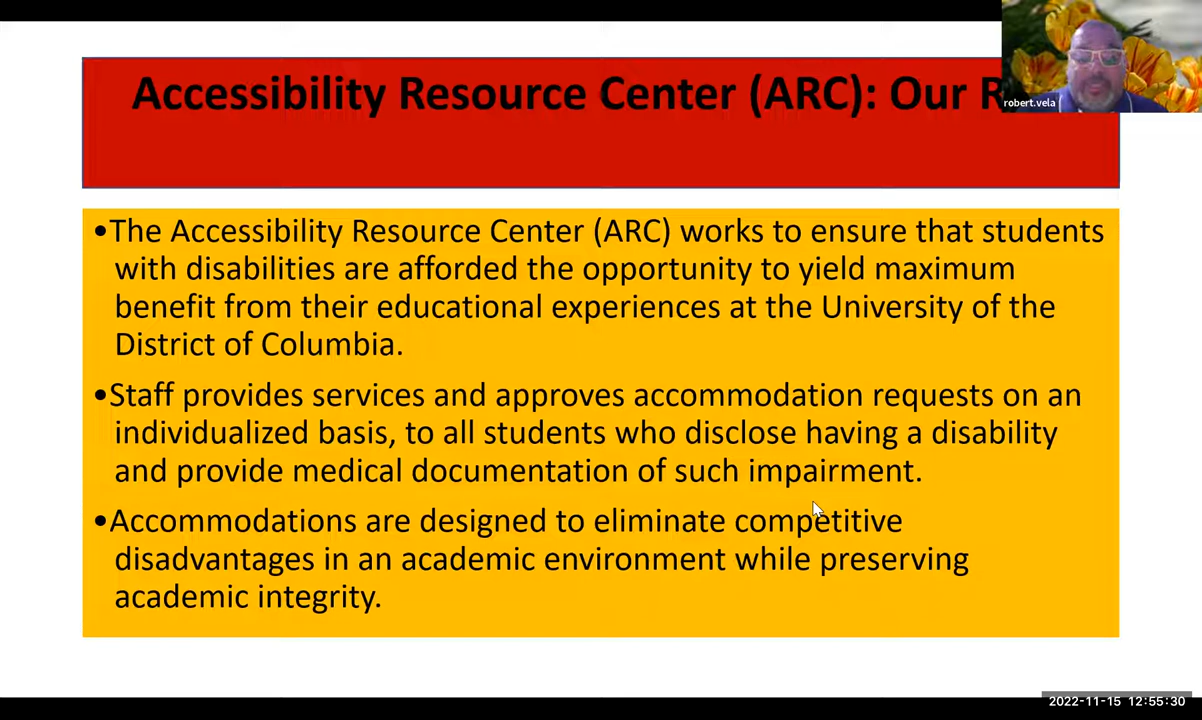 Accessibility Resource Center (ARC): Our
robert.vela
•The Accessibility Resource Center (ARC) works to ensure that students
with disabilities are afforded the opportunity to yield maximum
benefit from their educational experiences at the University of the
District of Columbia.
•Staff provides services and approves accommodation requests on an
individualized basis, to all students who disclose having a disability
and provide medical documentation of such impairment.
•Accommodations are designed to eliminate competitive
disadvantages in an academic environment while preserving
academic integrity.
2022-11-15 12:55:30